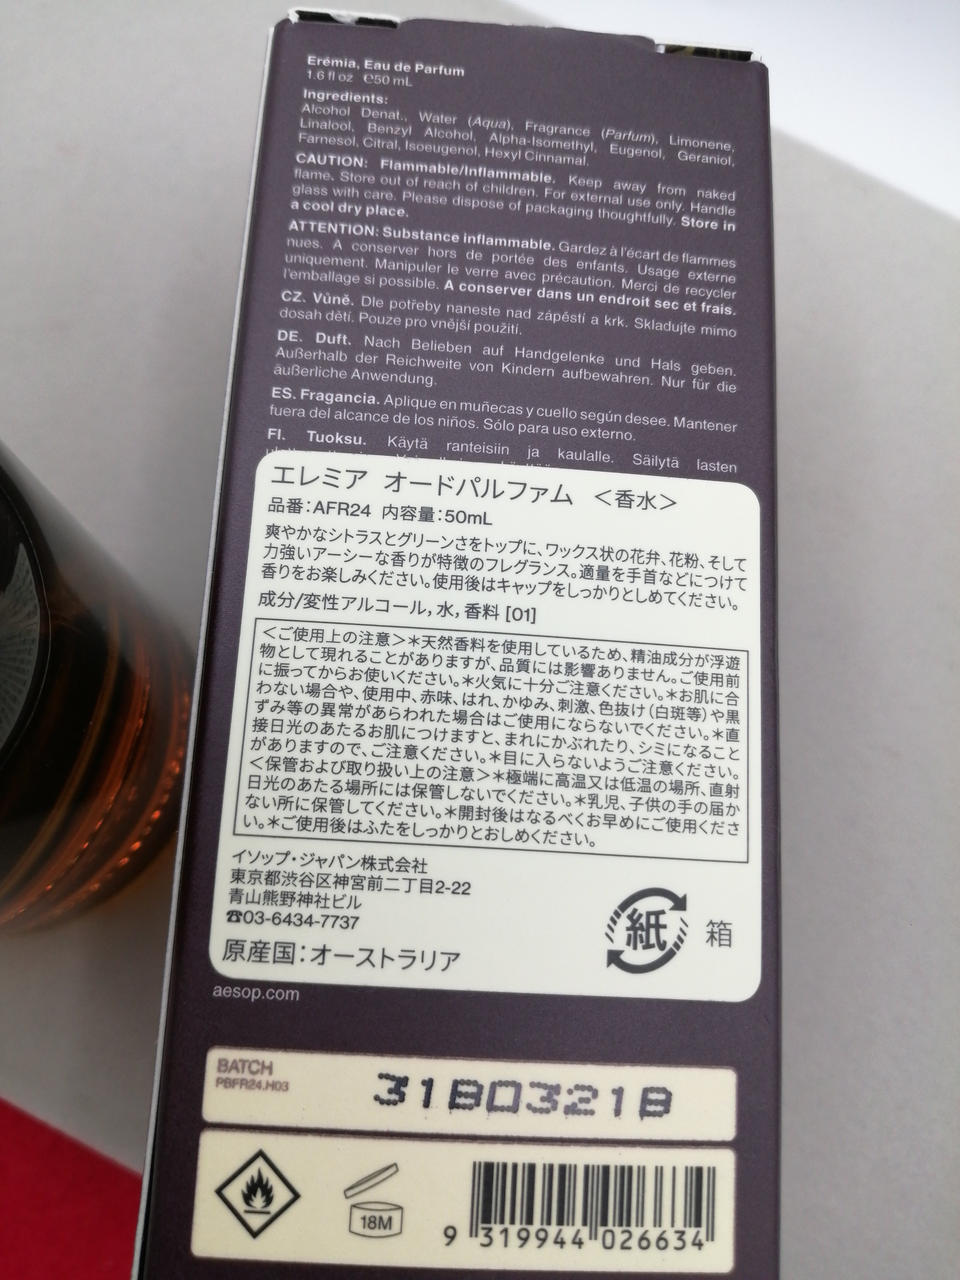 Erémia, Eau de Parfum
1.6 fl oz ℮50 mL
Ingredients:
Alcohol Denat., Water (Aqua), Fragrance (Parfum), Limonene,
Linalool, Benzyl Alcohol, Alpha-Isomethyl, Eugenol, Geraniol,
Farnesol, Citral, Isoeugenol, Hexyl Cinnamal.
CAUTION: Flammable/Inflammable. Keep away from naked
flame. Store out of reach of children. For external use only. Handle
glass with care. Please dispose of packaging thoughtfully. Store in
a cool dry place.
ATTENTION: Substance inflammable. Gardez à l'écart de flammes
nues. A conserver hors de portée des enfants. Usage externe
uniquement. Manipuler le verre avec précaution. Merci de recycler
l'emballage si possible. A conserver dans un endroit sec et frais.
CZ. Vůně. Dle potřeby naneste nad zápěstí a krk. Skladujte mimo
dosah dětí. Pouze pro vnější použití.
DE. Duft. Nach Belieben auf Handgelenke und Hals geben.
Außerhalb der Reichweite von Kindern aufbewahren. Nur für die
äußerliche Anwendung.
ES. Fragancia. Aplique en muñecas y cuello según desee. Mantener
fuera del alcance de los niños. Sólo para uso externo.
FI. Tuoksu. Käytä ranteisiin ja kaulalle. Säilytä lasten
エレミア オードパルファム ＜香水＞
品番：AFR24 内容量：50mL
爽やかなシトラスとグリーンさをトップに、ワックス状の花弁、花粉、そして
力強いアーシーな香りが特徴のフレグランス。適量を手首などにつけて
香りをお楽しみください。使用後はキャップをしっかりとしめてください。
成分/変性アルコール, 水, 香料 [01]
＜ご使用上の注意＞＊天然香料を使用しているため、精油成分が浮遊
物として現れることがありますが、品質には影響ありません。ご使用前
に振ってからお使いください。＊火気に十分ご注意ください。＊お肌に合
わない場合や、使用中、赤味、はれ、かゆみ、刺激、色抜け（白斑等）や黒
ずみ等の異常があらわれた場合はご使用にならないでください。＊直
接日光のあたるお肌につけますと、まれにかぶれたり、シミになること
がありますので、ご注意ください。＊目に入らないようご注意ください。
＜保管および取り扱い上の注意＞＊極端に高温又は低温の場所、直射
日光のあたる場所には保管しないでください。＊乳児、子供の手の届か
ない所に保管してください。＊開封後はなるべくお早めにご使用くださ
い。＊ご使用後はふたをしっかりとおしめください。
イソップ・ジャパン株式会社
東京都渋谷区神宮前二丁目2-22
青山熊野神社ビル
☎03-6434-7737
紙 箱
原産国：オーストラリア
aesop.com
BATCH
PBFR24.H03
31B0321B
18M
9 319944 026634